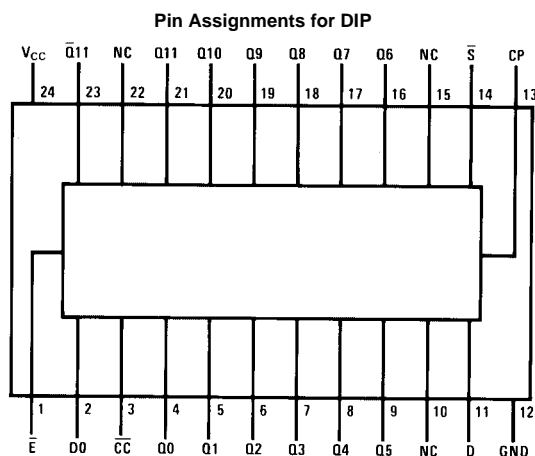 Pin Assignments for DIP
V_CC Q̅11 NC Q11 Q10 Q9 Q8 Q7 Q6 NC S̅ CP
24 23 22 21 20 19 18 17 16 15 14 13
1 2 3 4 5 6 7 8 9 10 11 12
E̅ D0 C̅C̅ Q0 Q1 Q2 Q3 Q4 Q5 NC D GND